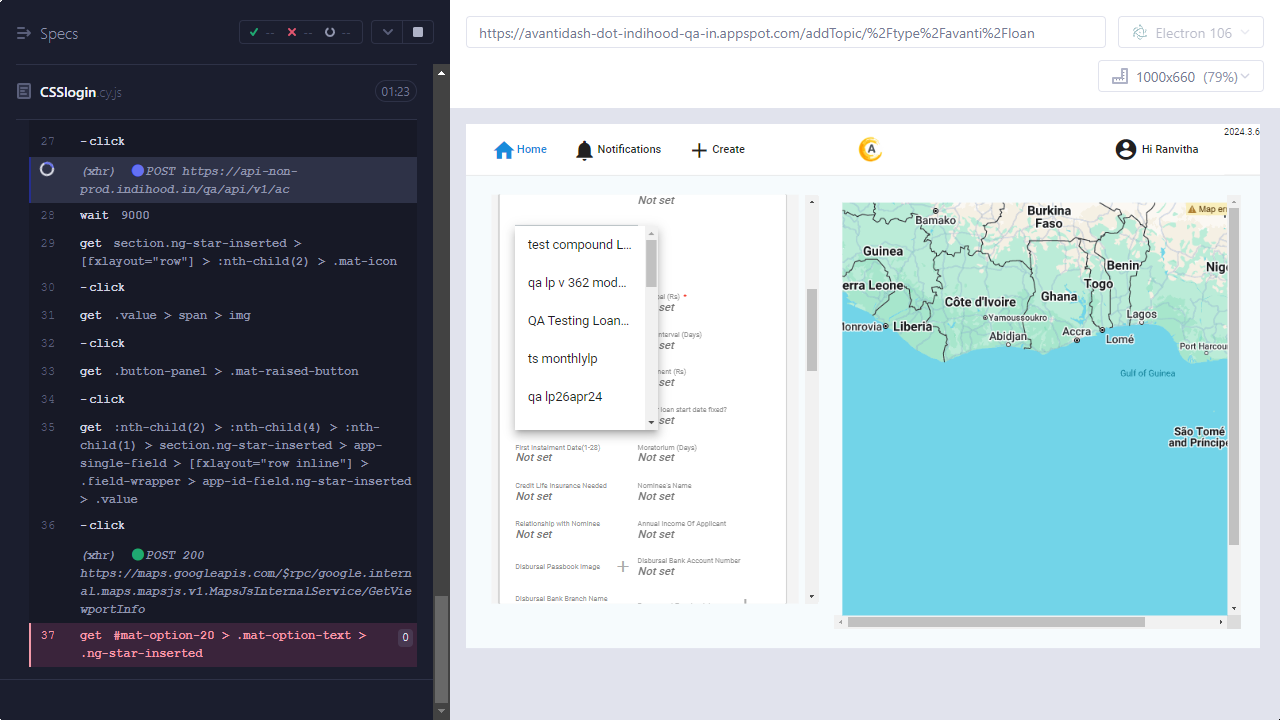 Specs
--
--
--
https://avantidash-dot-indihood-qa-in.appspot.com/addTopic/%2Ftype%2Favanti%2Floan
Electron 106
1000x660 (79%)
CSSlogin.cy.js
01:23
27 -click
(xhr) POST https://api-non-
prod.indihood.in/qa/api/v1/ac
28 wait 9000
29 get section.ng-star-inserted >
[fxlayout="row"] > :nth-child(2) > .mat-icon
30 -click
31 get .value > span > img
32 -click
33 get .button-panel > .mat-raised-button
34 -click
35 get :nth-child(2) > :nth-child(4) > :nth-
child(1) > section.ng-star-inserted > app-
single-field > [fxlayout="row inline"] >
.field-wrapper > app-id-field.ng-star-inserted
> .value
36 -click
(xhr) POST 200
https://maps.googleapis.com/$rpc/google.intern
al.maps.mapsjs.v1.MapsJsInternalService/GetVie
wportInfo
37 get #mat-option-20 > .mat-option-text >
.ng-star-inserted
0
2024.3.6
Home
Notifications
Create
A
Hi Ranvitha
Not set
test compound L...
qa lp v 362 mod...
QA Testing Loan...
ts monthlylp
qa lp26apr24
(Rs) *
set
(Days)
set
(Rs)
set
loan start date fixed?
set
First Instalment Date(1-28)
Not set
Moratorium (Days)
Not set
Credit Life Insurance Needed
Not set
Nominee's Name
Not set
Relationship with Nominee
Not set
Annual Income Of Applicant
Not set
Disbursal Passbook Image
Disbursal Bank Account Number
Not set
Disbursal Bank Branch Name
Bamako
Burkina
Faso
Map en
Guinea
Benin
Nig
erra Leone
Togo
Côte d'Ivoire
Ghana
Yamoussoukro
Lagos
Monrovia
Liberia
Abidjan
Accra
Lomé
Port Harcou
Gulf of Guinea
São Tomé
and Príncipe